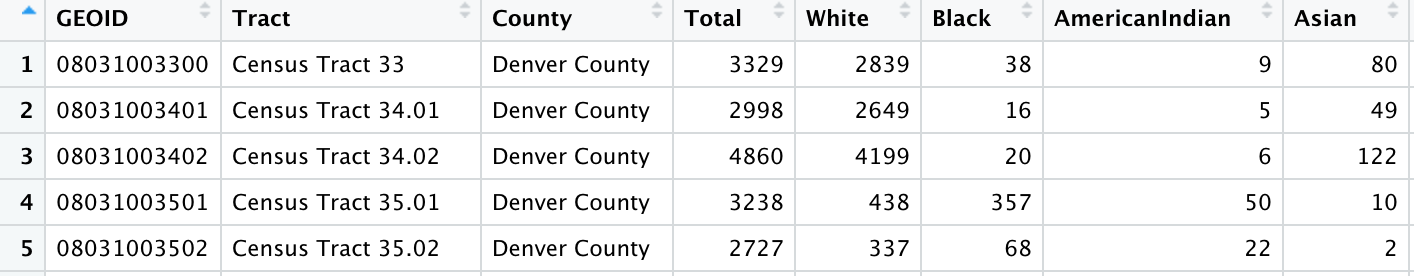 GEOID Tract County Total White Black AmericanIndian Asian
1 08031003300 Census Tract 33 Denver County 3329 2839 38 9 80
2 08031003401 Census Tract 34.01 Denver County 2998 2649 16 5 49
3 08031003402 Census Tract 34.02 Denver County 4860 4199 20 6 122
4 08031003501 Census Tract 35.01 Denver County 3238 438 357 50 10
5 08031003502 Census Tract 35.02 Denver County 2727 337 68 22 2